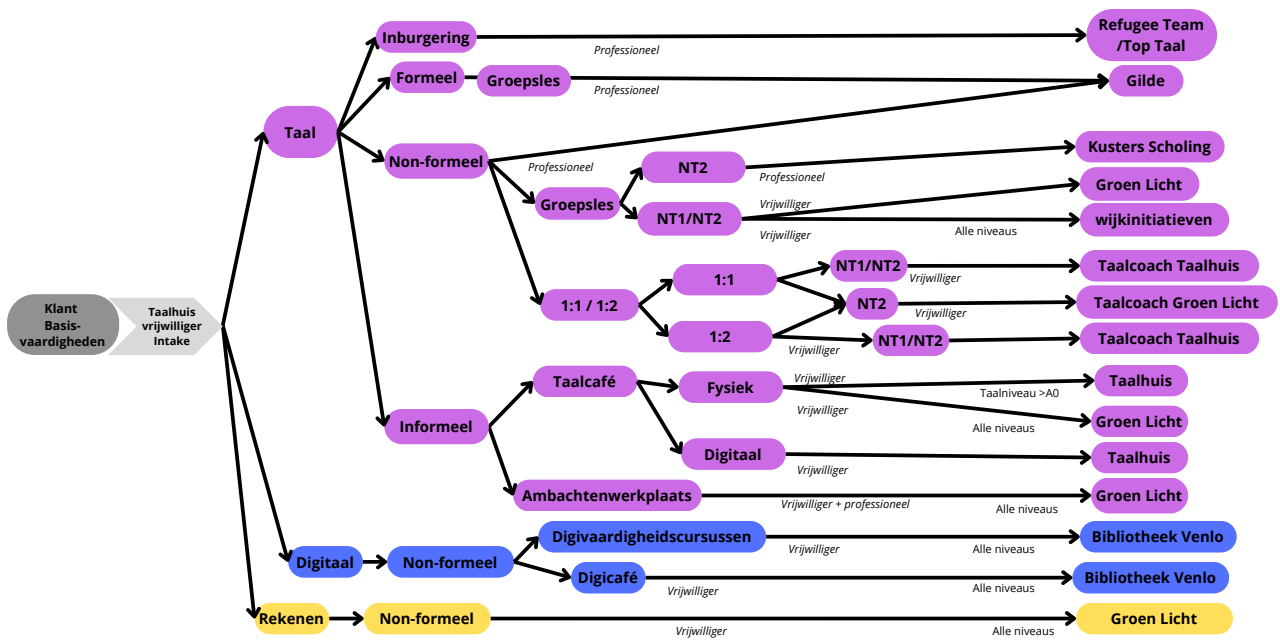 Klant
Basis-
vaardigheden
Taalhuis
vrijwilliger
Intake
Taal
Inburgering
Professioneel
Refugee Team
/Top Taal
Formeel
Groepsles
Professioneel
Gilde
Non-formeel
Professioneel
Groepsles
NT2
Professioneel
Kusters Scholing
NT1/NT2
Vrijwilliger
Groen Licht
Vrijwilliger
Alle niveaus
wijkinitiatieven
1:1 / 1:2
1:1
NT1/NT2
Vrijwilliger
Taalcoach Taalhuis
NT2
Vrijwilliger
Taalcoach Groen Licht
1:2
Vrijwilliger
NT1/NT2
Taalcoach Taalhuis
Informeel
Taalcafé
Fysiek
Vrijwilliger
Taalniveau >A0
Taalhuis
Vrijwilliger
Alle niveaus
Groen Licht
Digitaal
Vrijwilliger
Taalhuis
Ambachtenwerkplaats
Vrijwilliger + professioneel
Alle niveaus
Groen Licht
Digitaal
Non-formeel
Digivaardigheidscursussen
Vrijwilliger
Alle niveaus
Bibliotheek Venlo
Digicafé
Vrijwilliger
Alle niveaus
Bibliotheek Venlo
Rekenen
Non-formeel
Vrijwilliger
Alle niveaus
Groen Licht